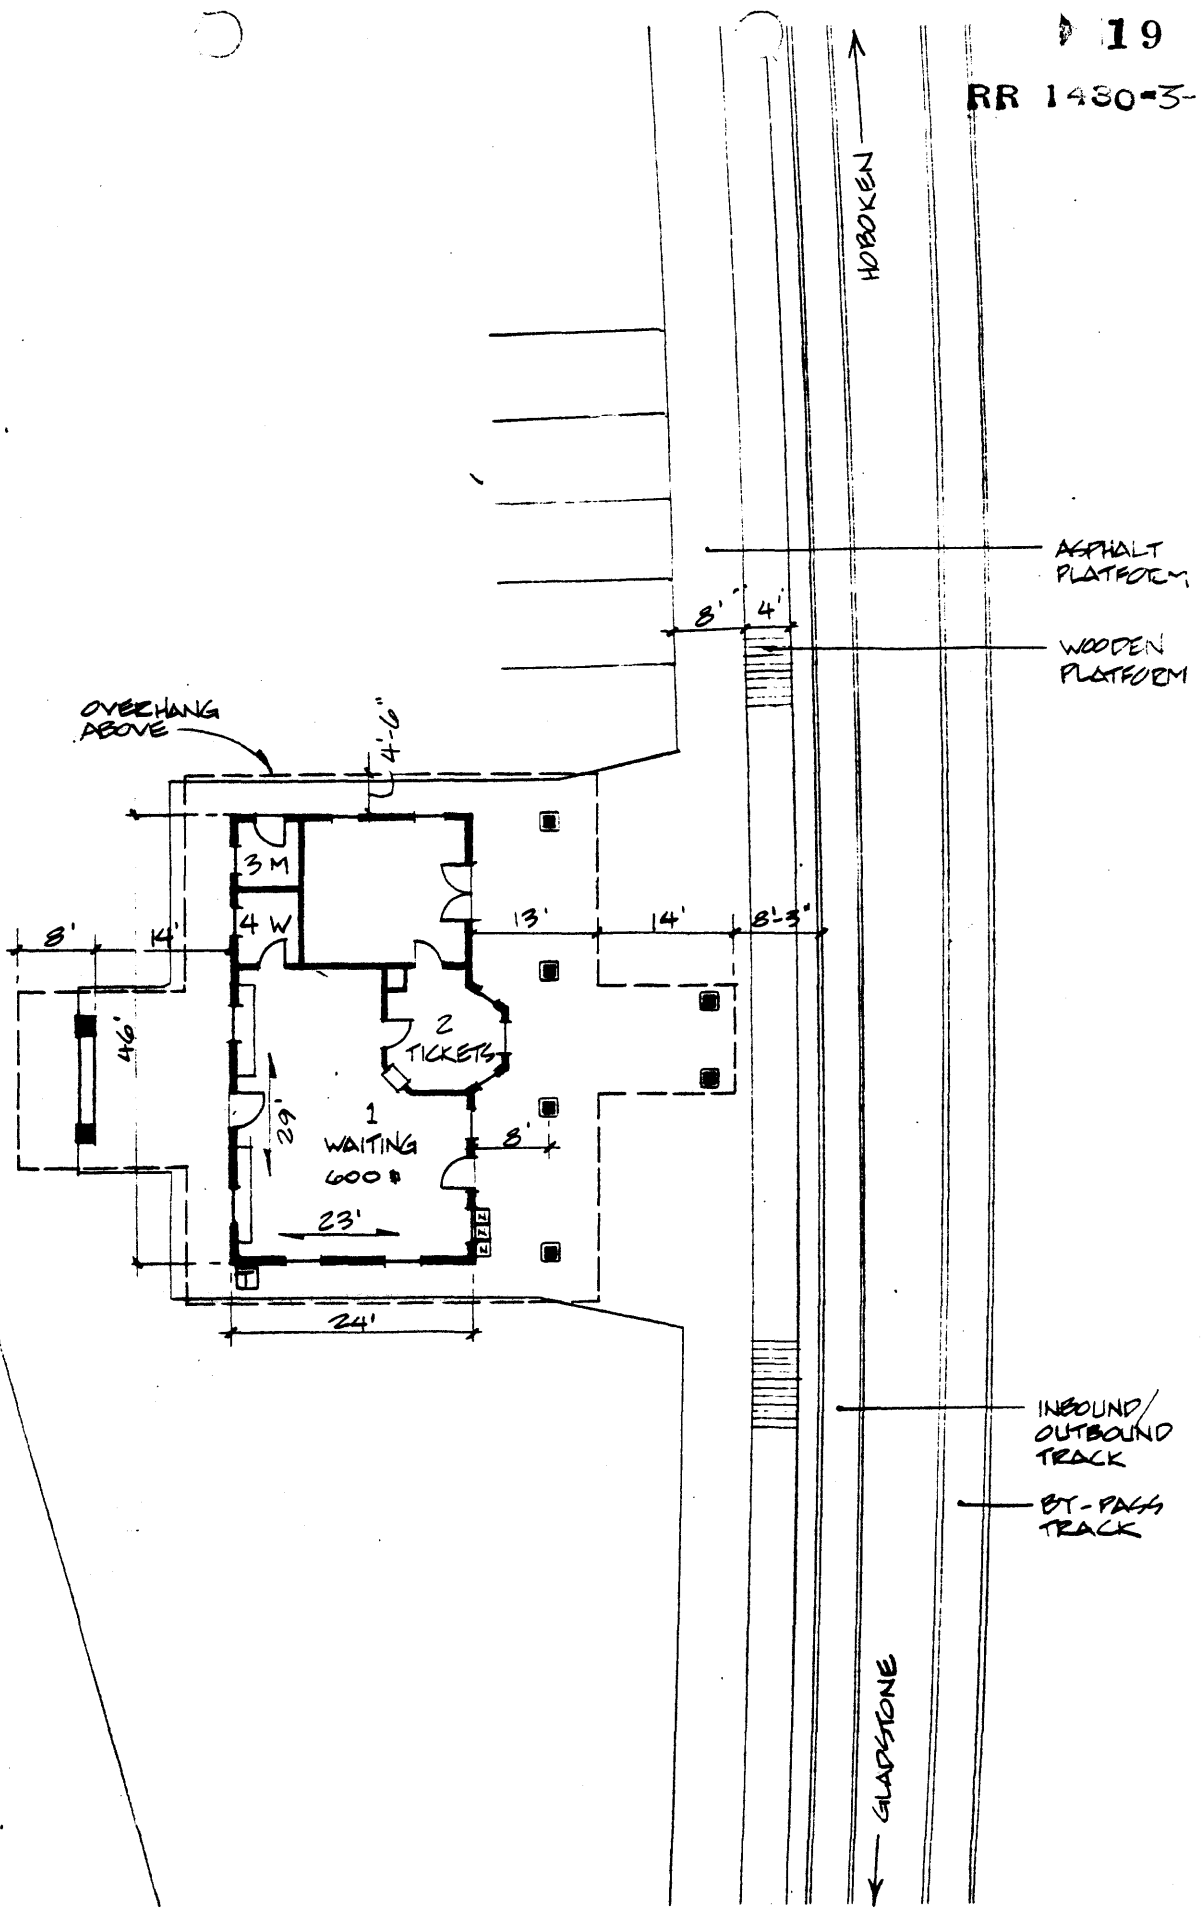 19
RR 1480-3-
HOBOKEN
ASPHALT
PLATFORM
8' 4'
WOODEN
PLATFORM
OVERHANG
ABOVE
4'-6"
3 M
4 W
8' 14' 13' 14' 8'-3"
46'
2
TICKETS
29'
1
WAITING
600
8'
23'
24'
INBOUND/
OUTBOUND
TRACK
BY-PASS
TRACK
GLADSTONE